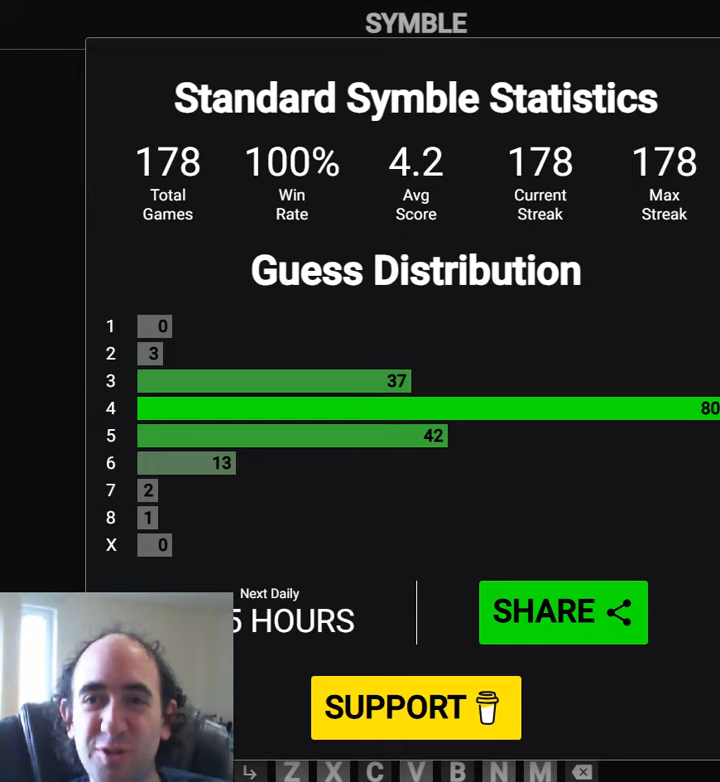 SYMBLE
Standard Symble Statistics
178 100% 4.2 178 178
Total Win Avg Current Max
Games Rate Score Streak Streak
Guess Distribution
1 0
2 3
3 37
4 80
5 42
6 13
7 2
8 1
X 0
Next Daily
5 HOURS
SHARE
SUPPORT
Z X C V B N M